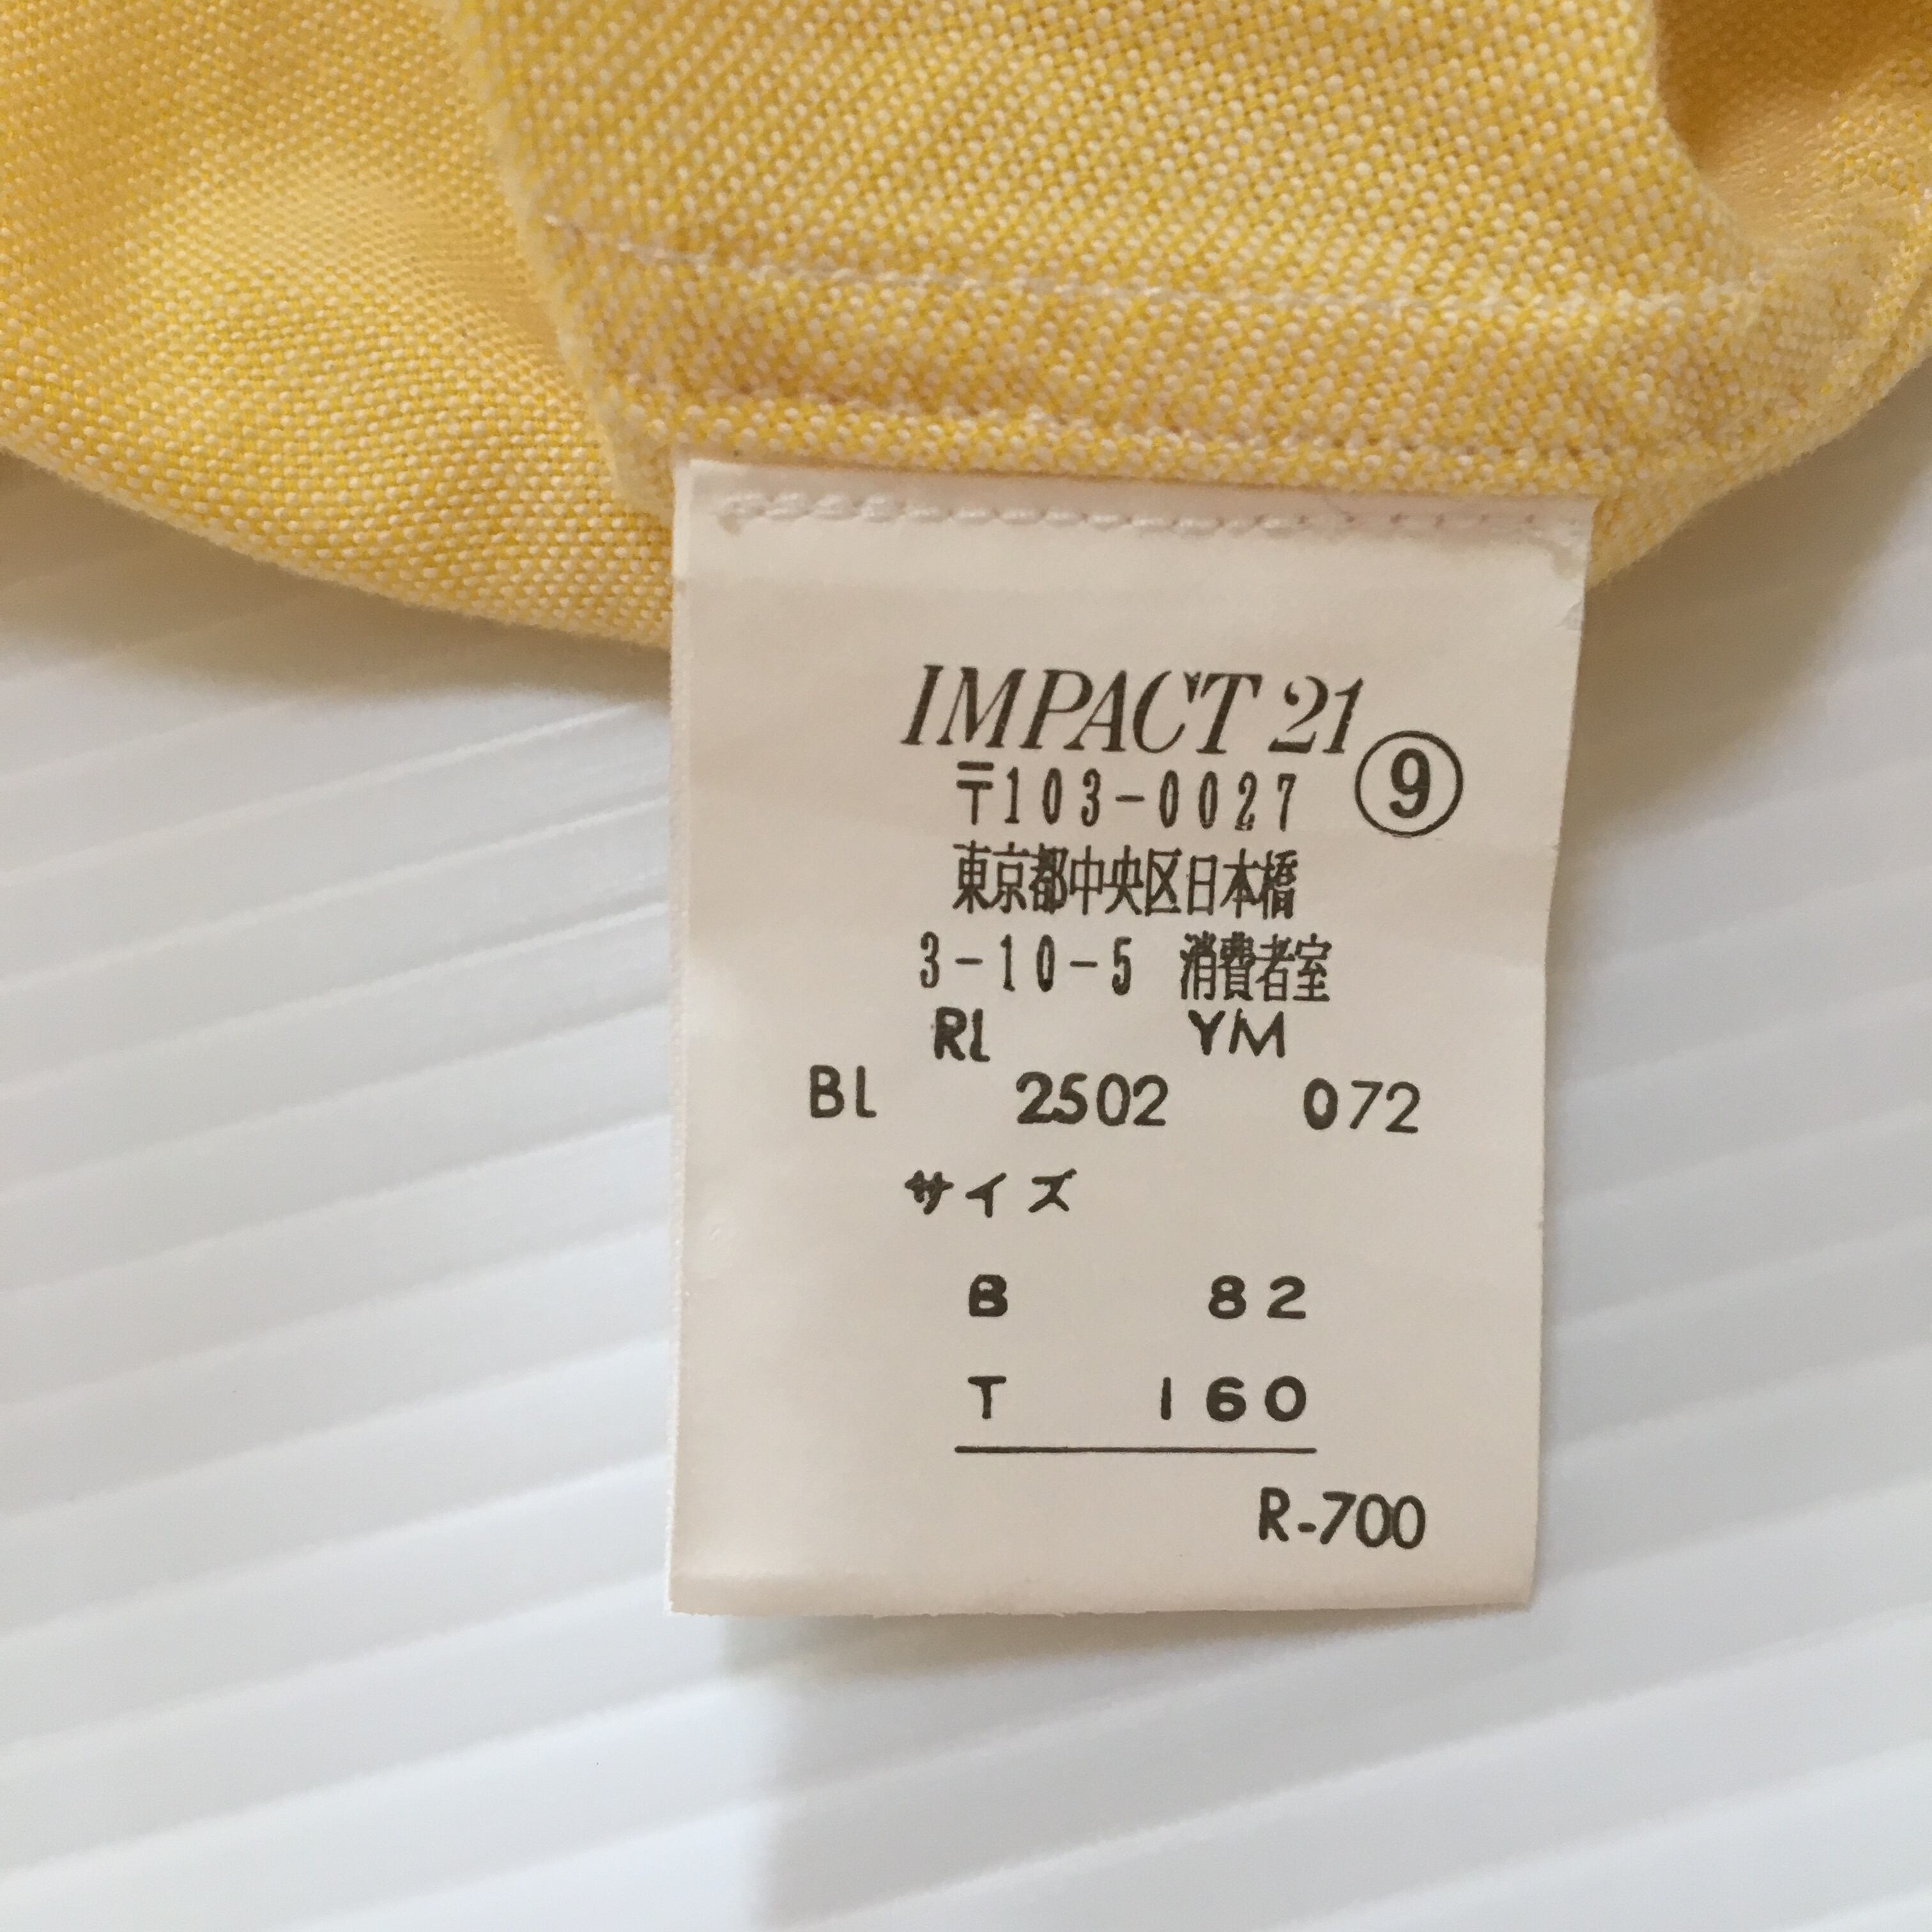 IMPACT 21
〒103-0027 ⑨
東京都中央区日本橋
3-10-5 消費者室
RL YM
BL 2502 072
サイズ
B 82
T 160
R-700